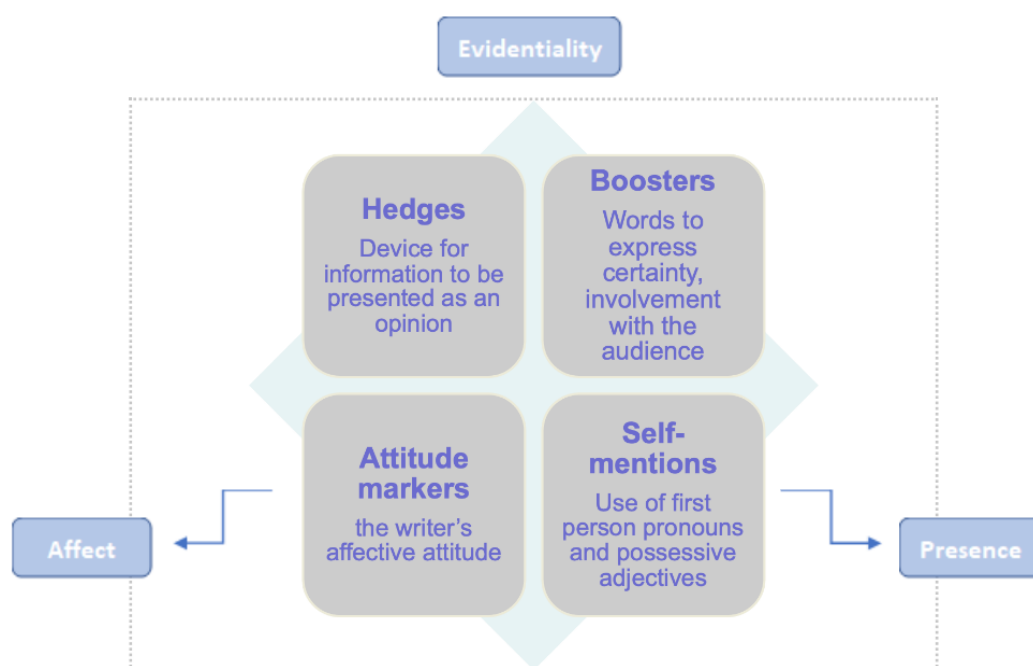 Evidentiality
Hedges
Device for
information to be
presented as an
opinion
Boosters
Words to
express
certainty,
involvement
with the
audience
Attitude
markers
the writer's
affective attitude
Self-
mentions
Use of first
person pronouns
and possessive
adjectives
Affect
Presence